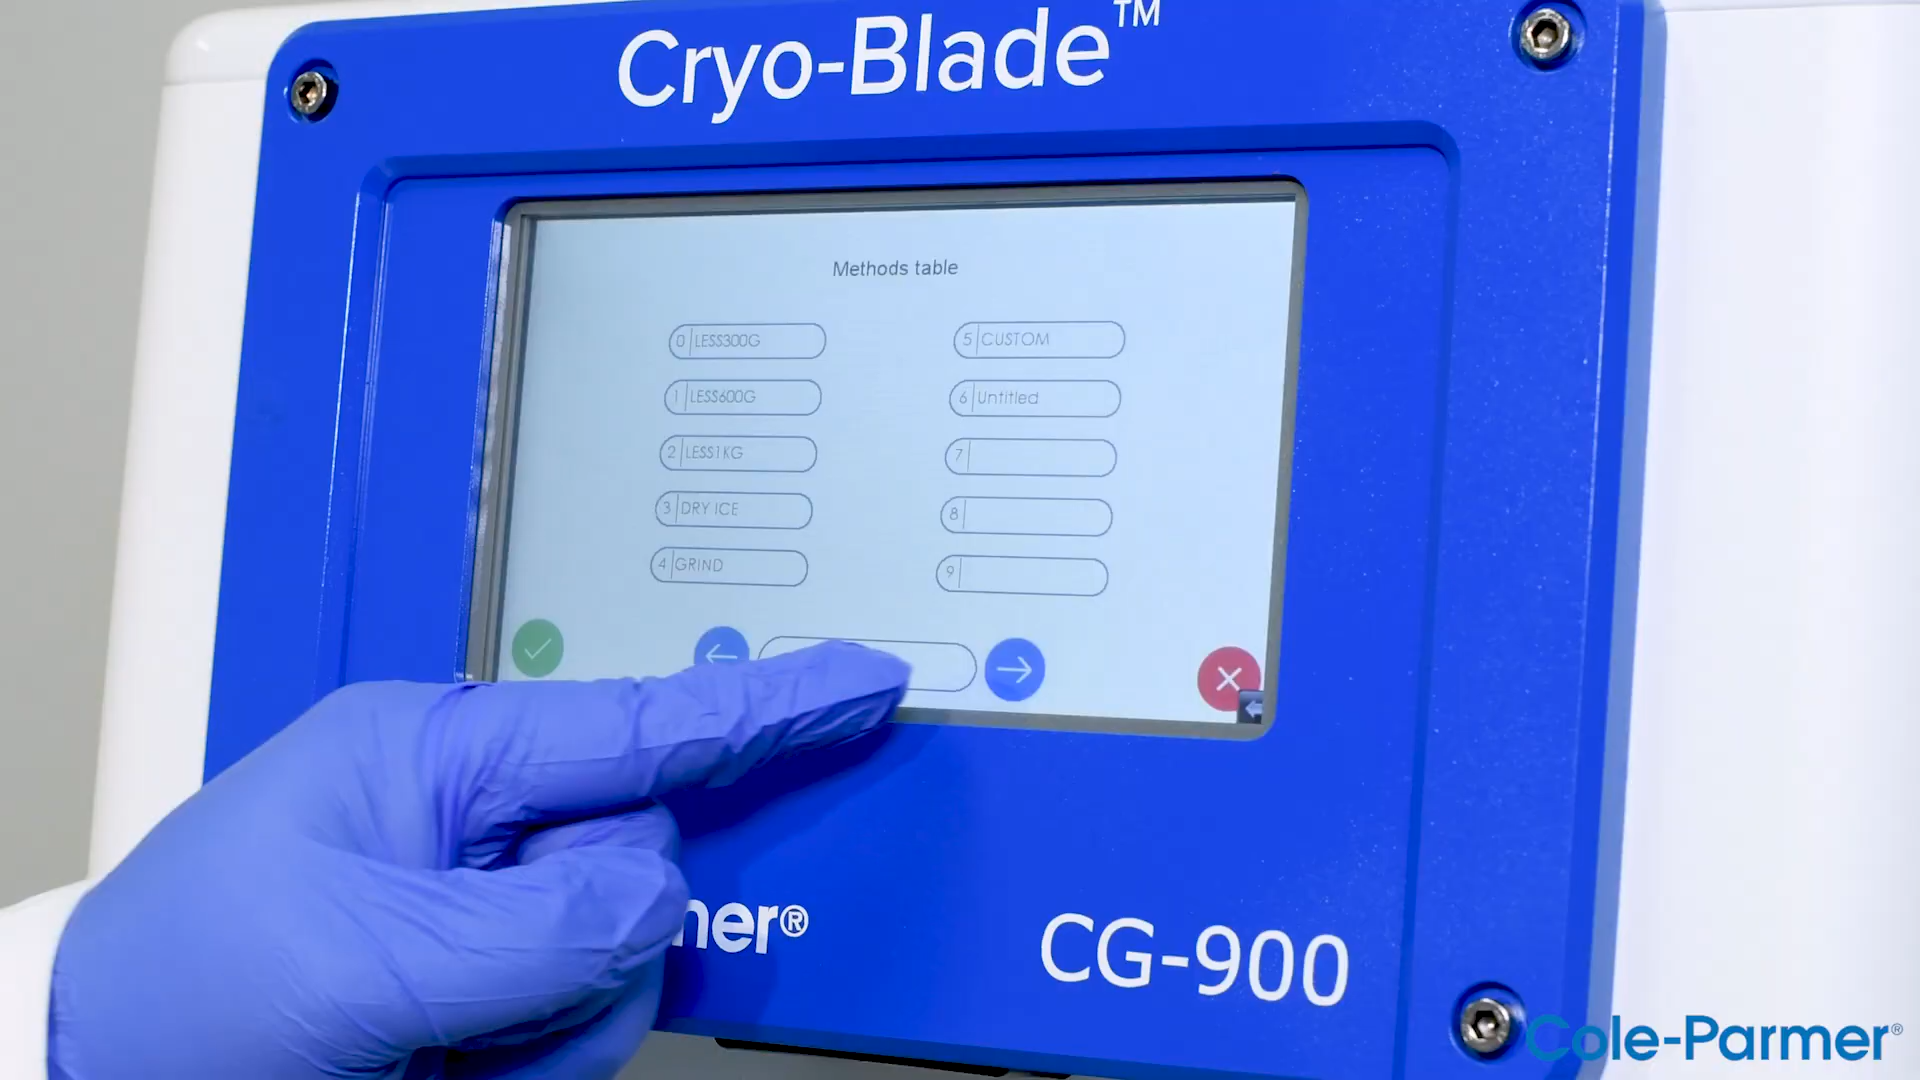 Cryo-Blade™
Methods table
0 LESS300G
1 LESS600G
2 LESS1KG
3 DRY ICE
4 GRIND
5 CUSTOM
6 Untitled
7
8
9
mer®
CG-900
Cole-Parmer®